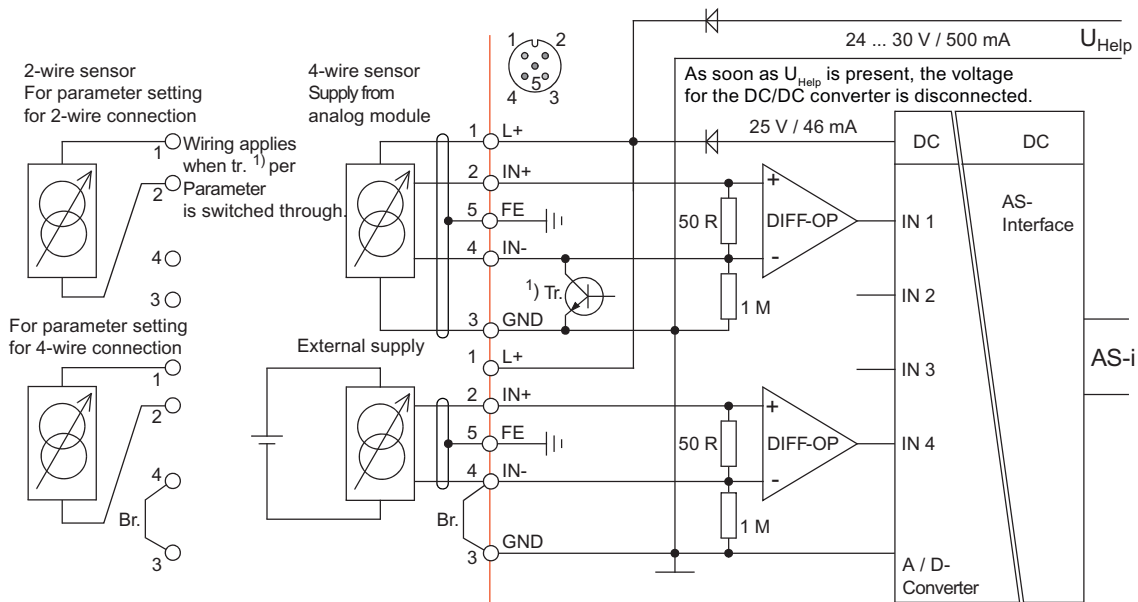 2-wire sensor
For parameter setting
for 2-wire connection
1
2
4
3
Wiring applies
when tr. 1) per
Parameter
is switched through.
For parameter setting
for 4-wire connection
1
2
4
Br.
3
4-wire sensor
Supply from
analog module
1 2
5
4 3
24 ... 30 V / 500 mA
UHelp
As soon as UHelp is present, the voltage
for the DC/DC converter is disconnected.
25 V / 46 mA
1 L+
2 IN+
5 FE
4 IN-
3 GND
1) Tr.
50 R
1 M
+
DIFF-OP
-
External supply
1 L+
2 IN+
5 FE
4 IN-
Br.
3 GND
50 R
1 M
+
DIFF-OP
-
DC
DC
AS-
Interface
IN 1
IN 2
IN 3
IN 4
A / D-
Converter
AS-i